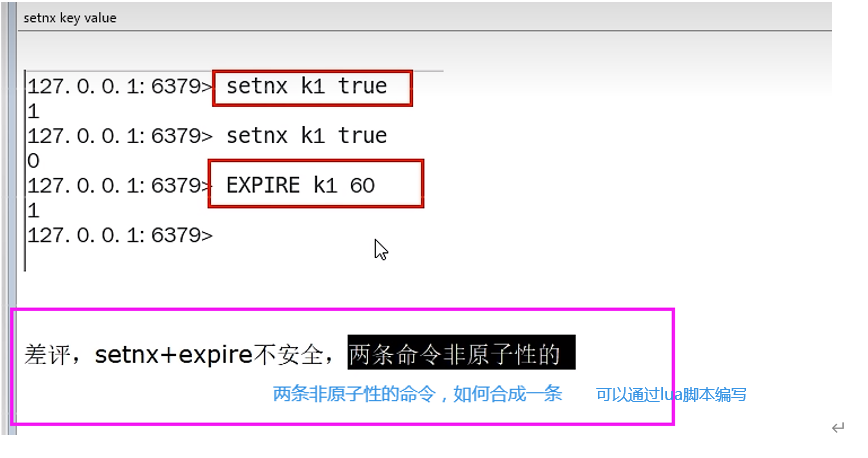 setnx key value
127.0.0.1:6379> setnx k1 true
1
127.0.0.1:6379> setnx k1 true
0
127.0.0.1:6379> EXPIRE k1 60
1
127.0.0.1:6379>
差评，setnx+expire不安全，两条命令非原子性的
两条非原子性的命令，如何合成一条 可以通过lua脚本编写